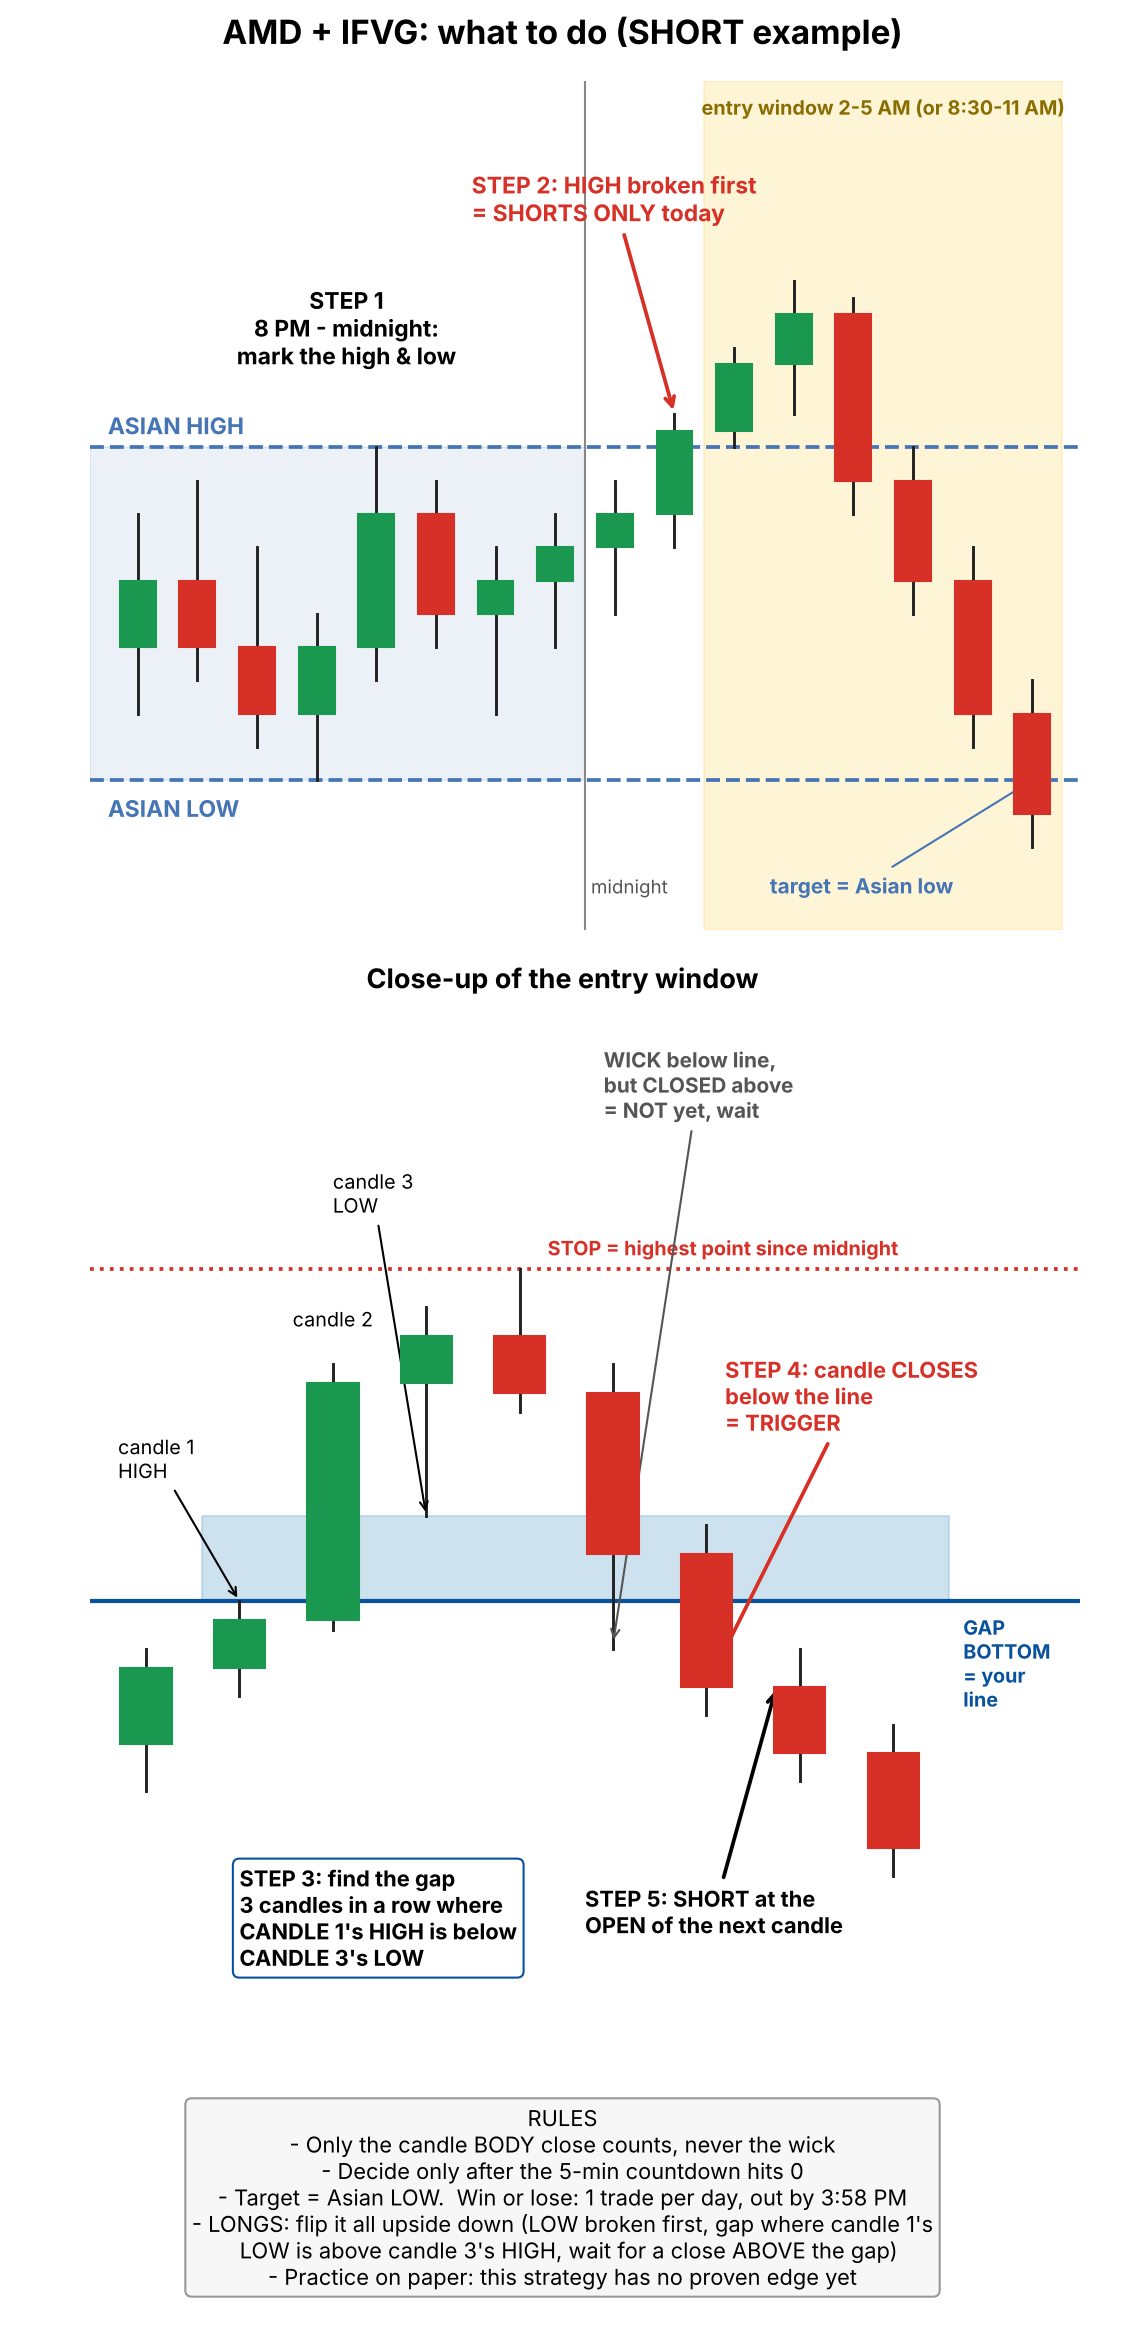 AMD + IFVG: what to do (SHORT example)
entry window 2-5 AM (or 8:30-11 AM)
STEP 2: HIGH broken first
= SHORTS ONLY today
STEP 1
8 PM - midnight:
mark the high & low
ASIAN HIGH
ASIAN LOW
midnight
target = Asian low
Close-up of the entry window
WICK below line,
but CLOSED above
= NOT yet, wait
candle 3
LOW
STOP = highest point since midnight
candle 2
STEP 4: candle CLOSES
below the line
= TRIGGER
candle 1
HIGH
GAP
BOTTOM
= your
line
STEP 3: find the gap
3 candles in a row where
CANDLE 1's HIGH is below
CANDLE 3's LOW
STEP 5: SHORT at the
OPEN of the next candle
RULES
- Only the candle BODY close counts, never the wick
- Decide only after the 5-min countdown hits 0
- Target = Asian LOW.  Win or lose: 1 trade per day, out by 3:58 PM
- LONGS: flip it all upside down (LOW broken first, gap where candle 1's
LOW is above candle 3's HIGH, wait for a close ABOVE the gap)
- Practice on paper: this strategy has no proven edge yet